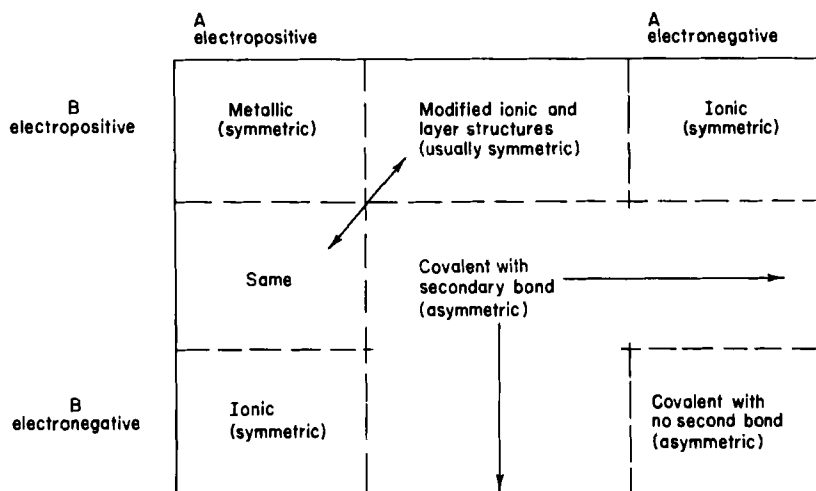 A
electropositive
A
electronegative
B
electropositive
Metallic
(symmetric)
Modified ionic and
layer structures
(usually symmetric)
Ionic
(symmetric)
Same
Covalent with
secondary bond
(asymmetric)
B
electronegative
Ionic
(symmetric)
Covalent with
no second bond
(asymmetric)